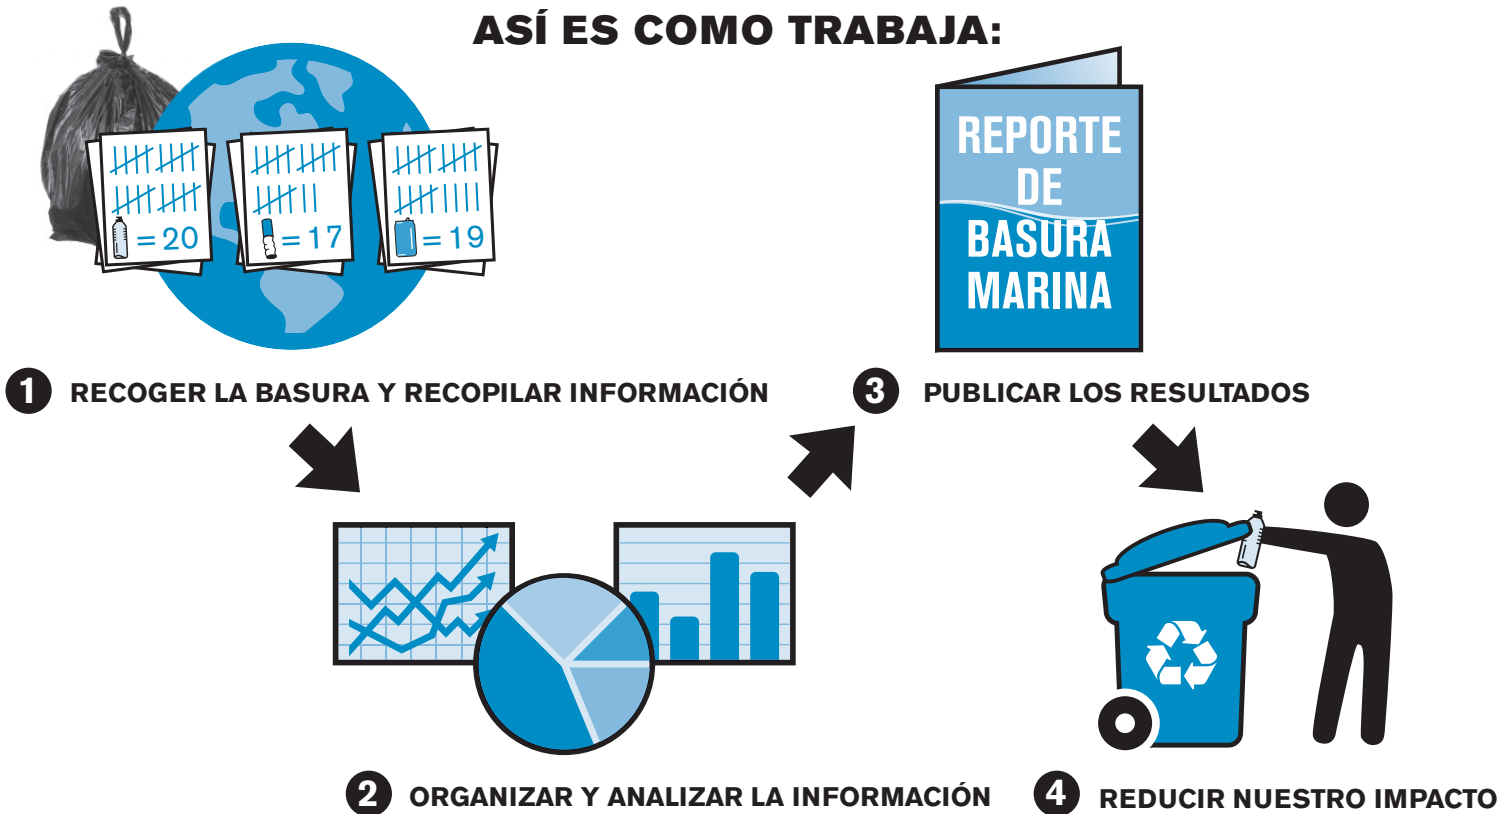 ASÍ ES COMO TRABAJA:
= 20
= 17
= 19
1 RECOGER LA BASURA Y RECOPILAR INFORMACIÓN
2 ORGANIZAR Y ANALIZAR LA INFORMACIÓN
REPORTE
DE
BASURA
MARINA
3 PUBLICAR LOS RESULTADOS
4 REDUCIR NUESTRO IMPACTO